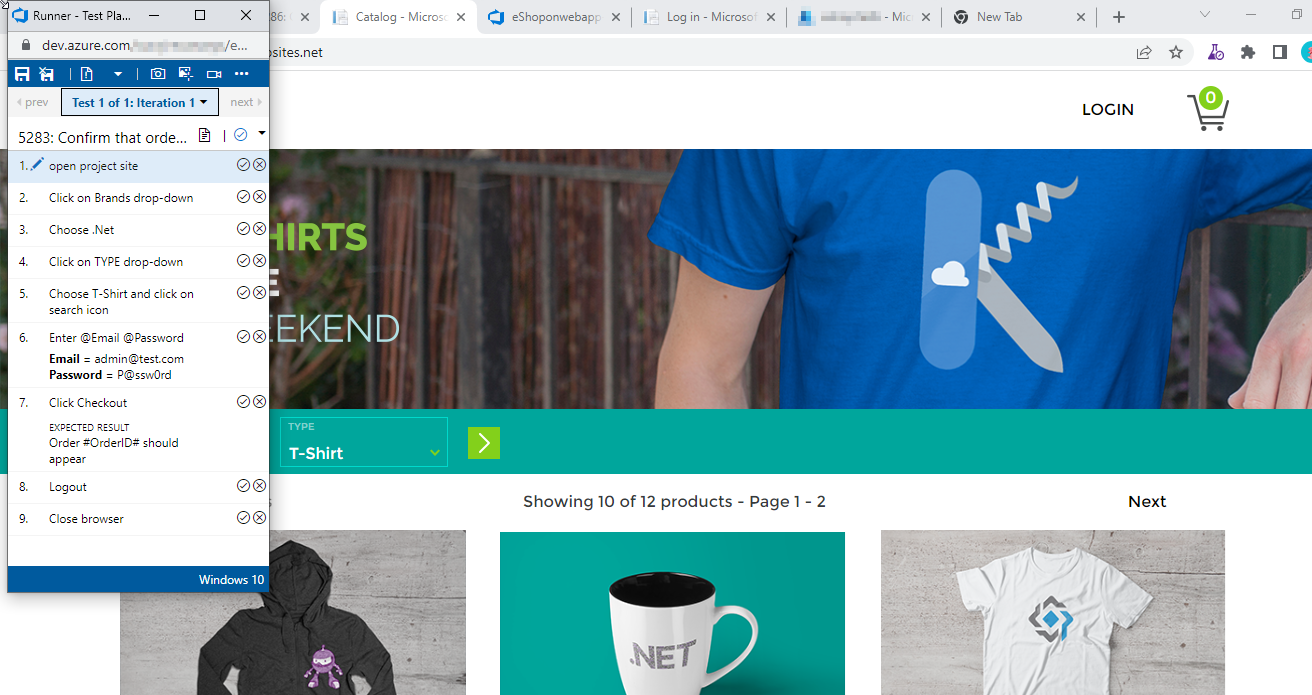 Runner - Test Pla...
286:
Catalog - Micros
eShoponwebapp
Log in - Microsof
- Mic
New Tab
dev.azure.com/
/e...
osites.net
prev
Test 1 of 1: Iteration 1
next
5283: Confirm that orde...
1. open project site
2. Click on Brands drop-down
3. Choose .Net
4. Click on TYPE drop-down
5. Choose T-Shirt and click on
search icon
6. Enter @Email @Password
Email = admin@test.com
Password = P@ssw0rd
7. Click Checkout
EXPECTED RESULT
Order #OrderID# should
appear
8. Logout
9. Close browser
Windows 10
LOGIN
0
HIRTS
E
EEKEND
TYPE
T-Shirt
Showing 10 of 12 products - Page 1 - 2
Next
.NET